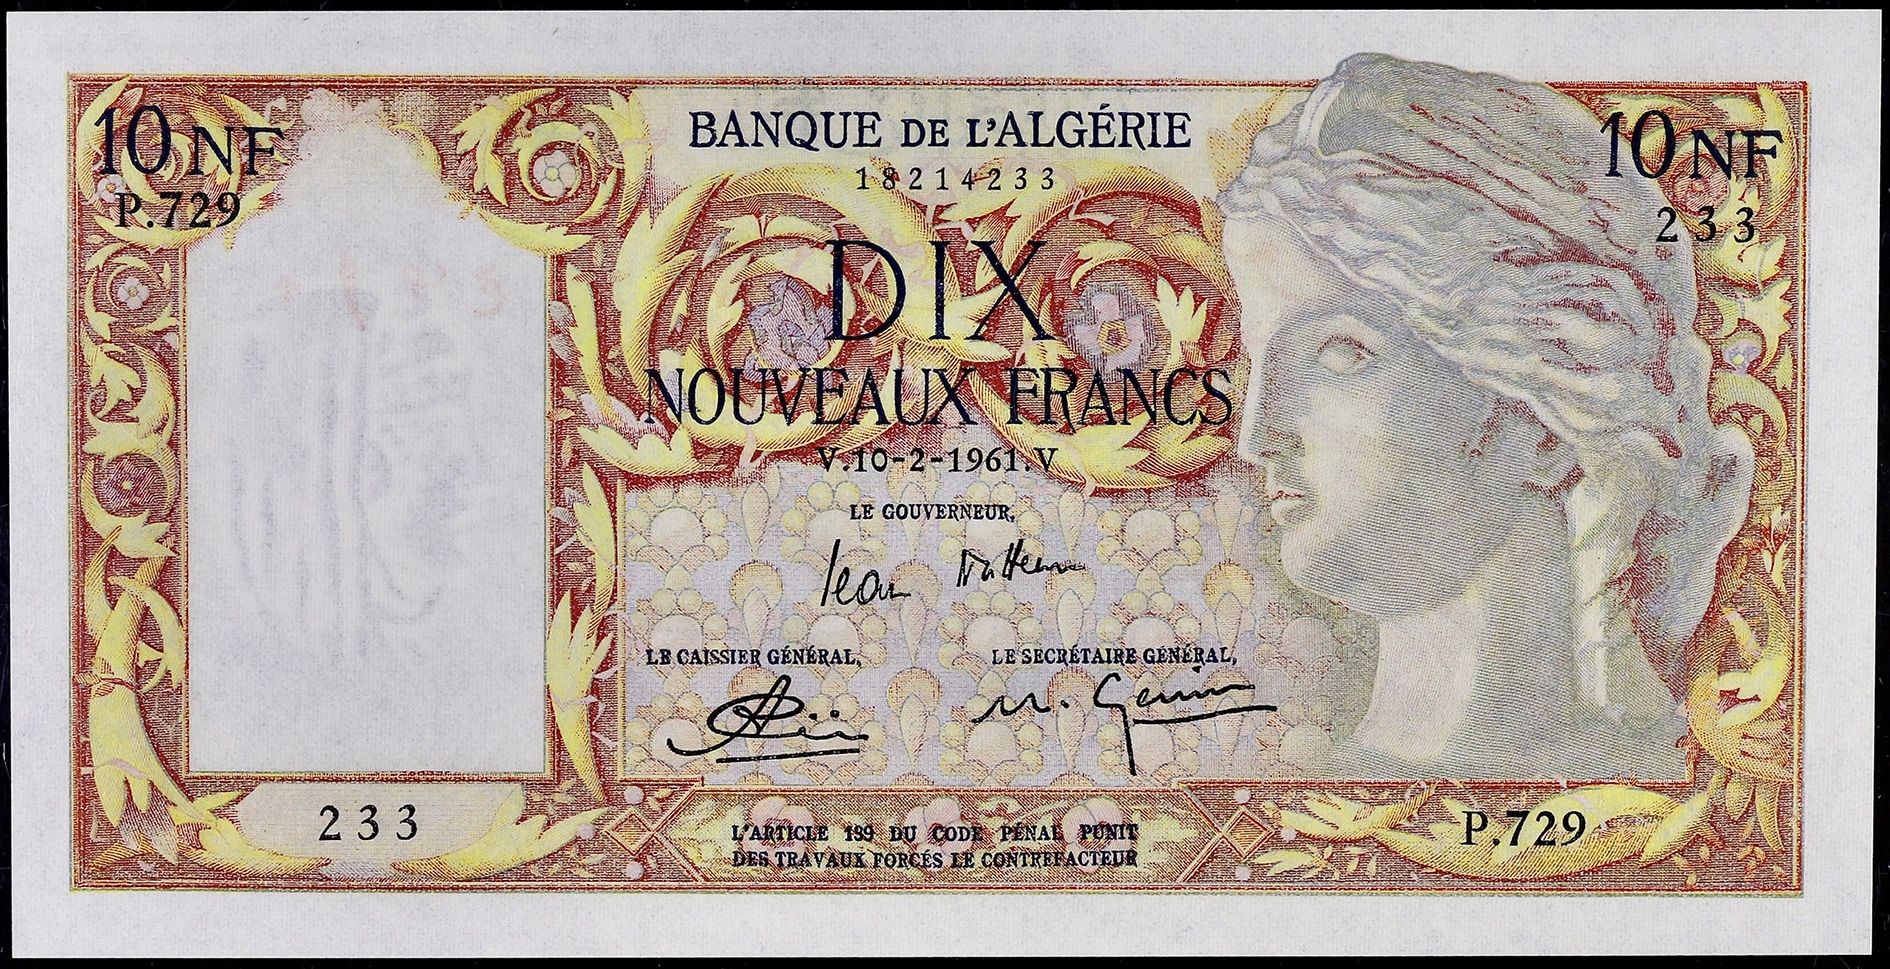 10 NF
P.729
BANQUE DE L'ALGÉRIE
18214233
10 NF
233
DIX
NOUVEAUX FRANCS
V.10-2-1961.V
LE GOUVERNEUR,
LE CAISSIER GÉNÉRAL,
LE SECRÉTAIRE GÉNÉRAL,
233
L'ARTICLE 139 DU CODE PÉNAL PUNIT
DES TRAVAUX FORCÉS LE CONTREFACTEUR
P.729